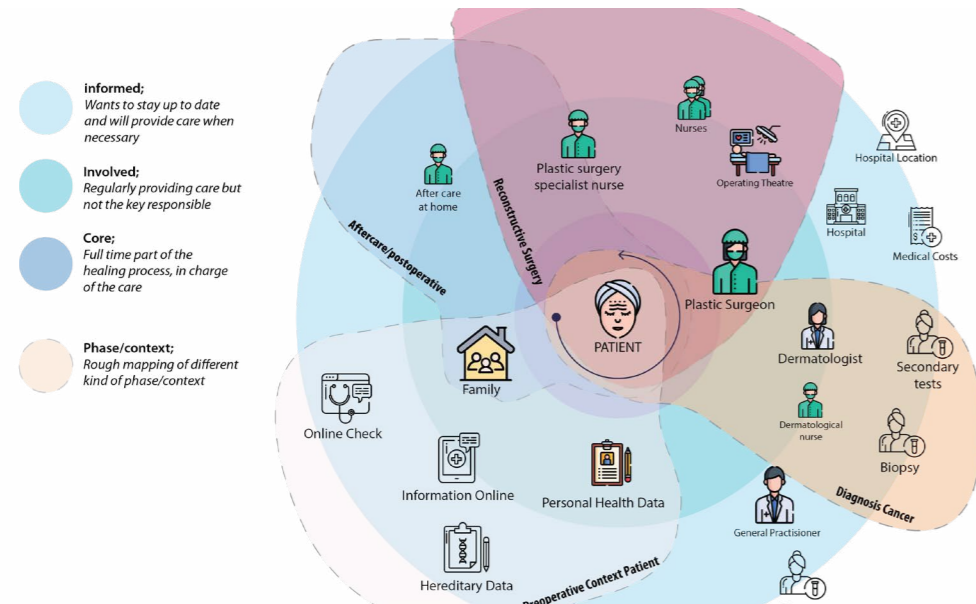 informed;
Wants to stay up to date
and will provide care when
necessary
Involved;
Regularly providing care but
not the key responsible
Core;
Full time part of the
healing process, in charge
of the care
Phase/context;
Rough mapping of different
kind of phase/context
Nurses
Plastic surgery
specialist nurse
Operating Theatre
After care
at home
Aftercare/postoperative
Reconstructive Surgery
Hospital Location
Hospital
Medical Costs
Plastic Surgeon
PATIENT
Dermatologist
Secondary
tests
Dermatological
nurse
Biopsy
Diagnosis Cancer
Family
Online Check
Information Online
Personal Health Data
General Practisioner
Hereditary Data
Preoperative Context Patient